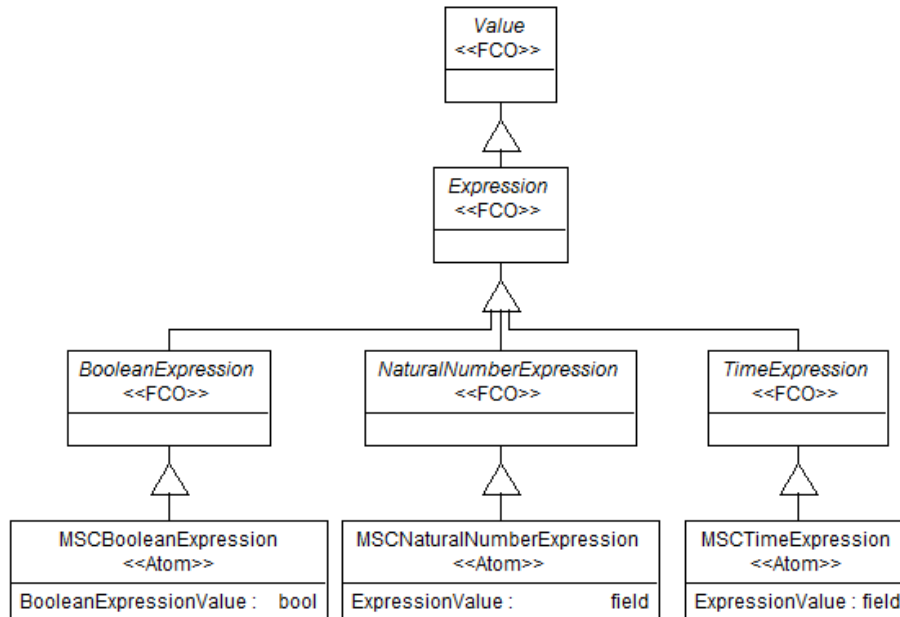 Value
<<FCO>>
Expression
<<FCO>>
BooleanExpression
<<FCO>>
NaturalNumberExpression
<<FCO>>
TimeExpression
<<FCO>>
MSCBooleanExpression
<<Atom>>
BooleanExpressionValue : bool
MSCNaturalNumberExpression
<<Atom>>
ExpressionValue : field
MSCTimeExpression
<<Atom>>
ExpressionValue : field